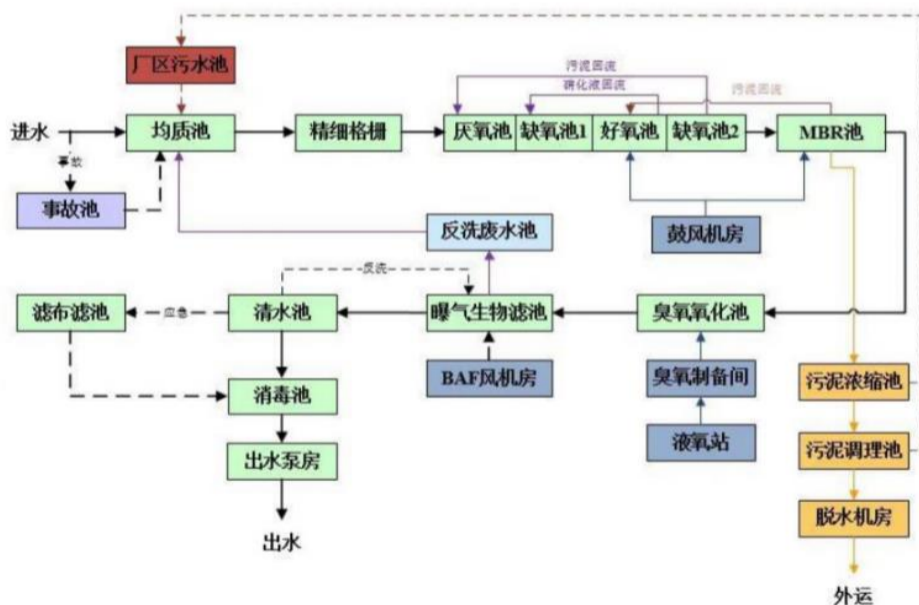 厂区污水池
污泥回流
硝化液回流
污泥回流
进水
均质池
精细格栅
厌氧池
缺氧池1
好氧池
缺氧池2
MBR池
事故
事故池
反洗废水池
鼓风机房
反洗
滤布滤池
应急
清水池
曝气生物滤池
臭氧氧化池
BAF风机房
臭氧制备间
污泥浓缩池
消毒池
液氧站
污泥调理池
出水泵房
脱水机房
出水
外运